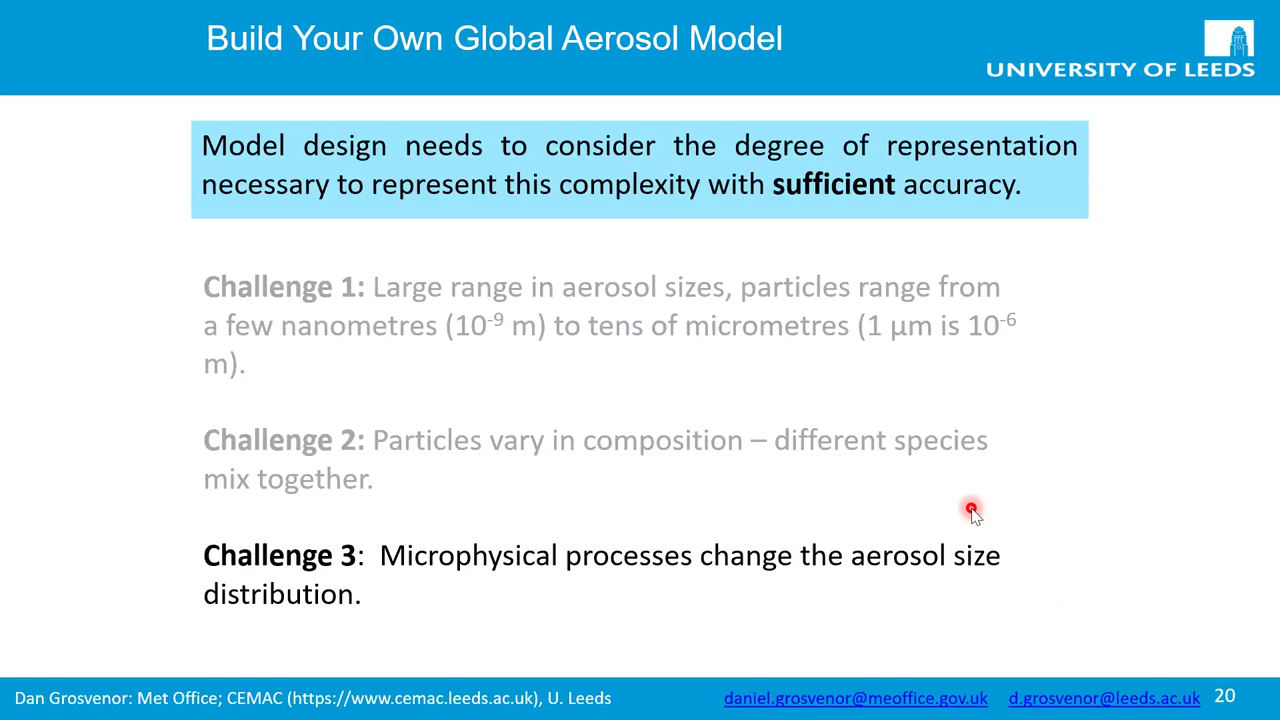 Build Your Own Global Aerosol Model
UNIVERSITY OF LEEDS
Model design needs to consider the degree of representation
necessary to represent this complexity with sufficient accuracy.
Challenge 1: Large range in aerosol sizes, particles range from
a few nanometres (10⁻⁹ m) to tens of micrometres (1 µm is 10⁻⁶
m).
Challenge 2: Particles vary in composition – different species
mix together.
Challenge 3:  Microphysical processes change the aerosol size
distribution.
Dan Grosvenor: Met Office; CEMAC (https://www.cemac.leeds.ac.uk), U. Leeds daniel.grosvenor@meoffice.gov.uk d.grosvenor@leeds.ac.uk 20